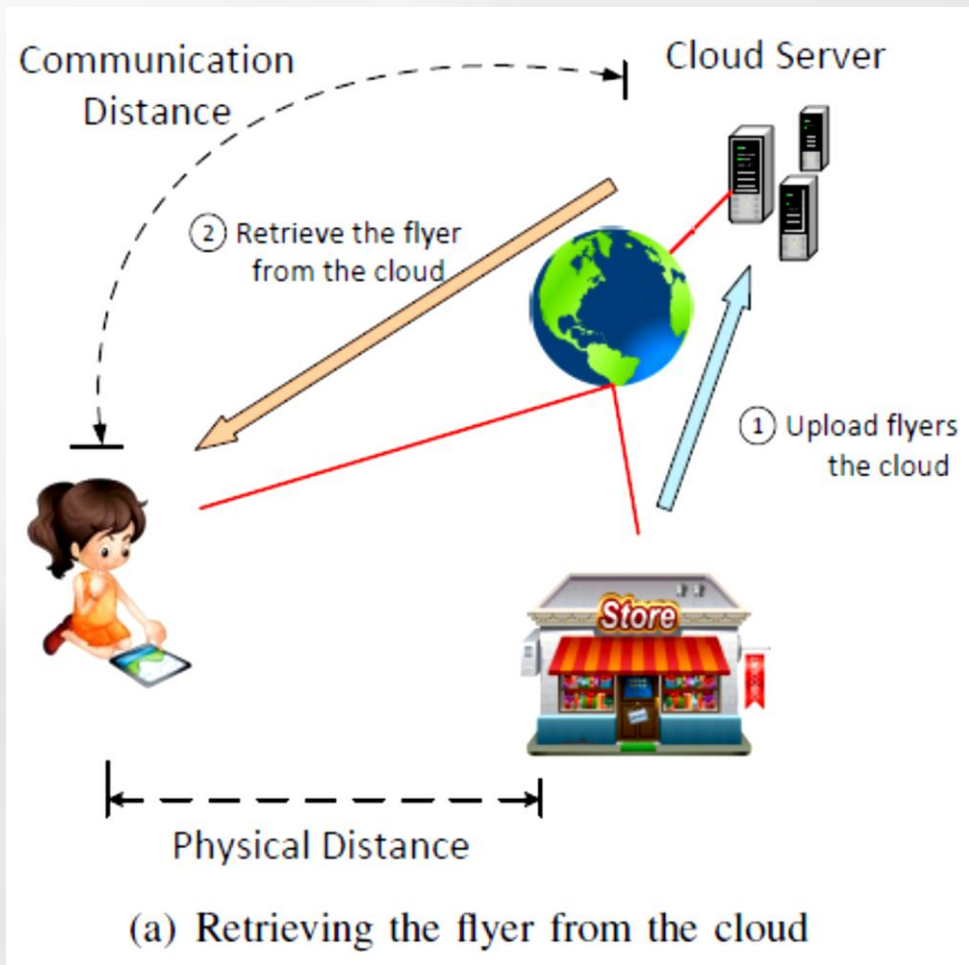 Communication
Distance
Cloud Server
② Retrieve the flyer
from the cloud
① Upload flyers
the cloud
Store
Physical Distance
(a) Retrieving the flyer from the cloud